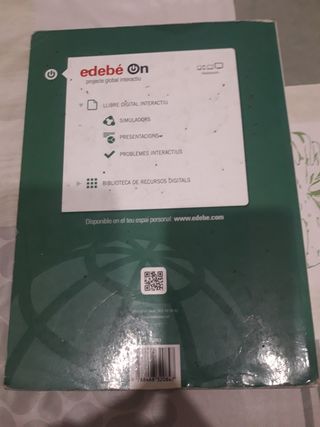 edebé On
projecte global interactiu
LLIBRE DIGITAL INTERACTIU
SIMULADORS
PRESENTACIONS
PROBLEMES INTERACTIUS
BIBLIOTECA DE RECURSOS DIGITALS
Disponible en el teu espai personal www.edebe.com